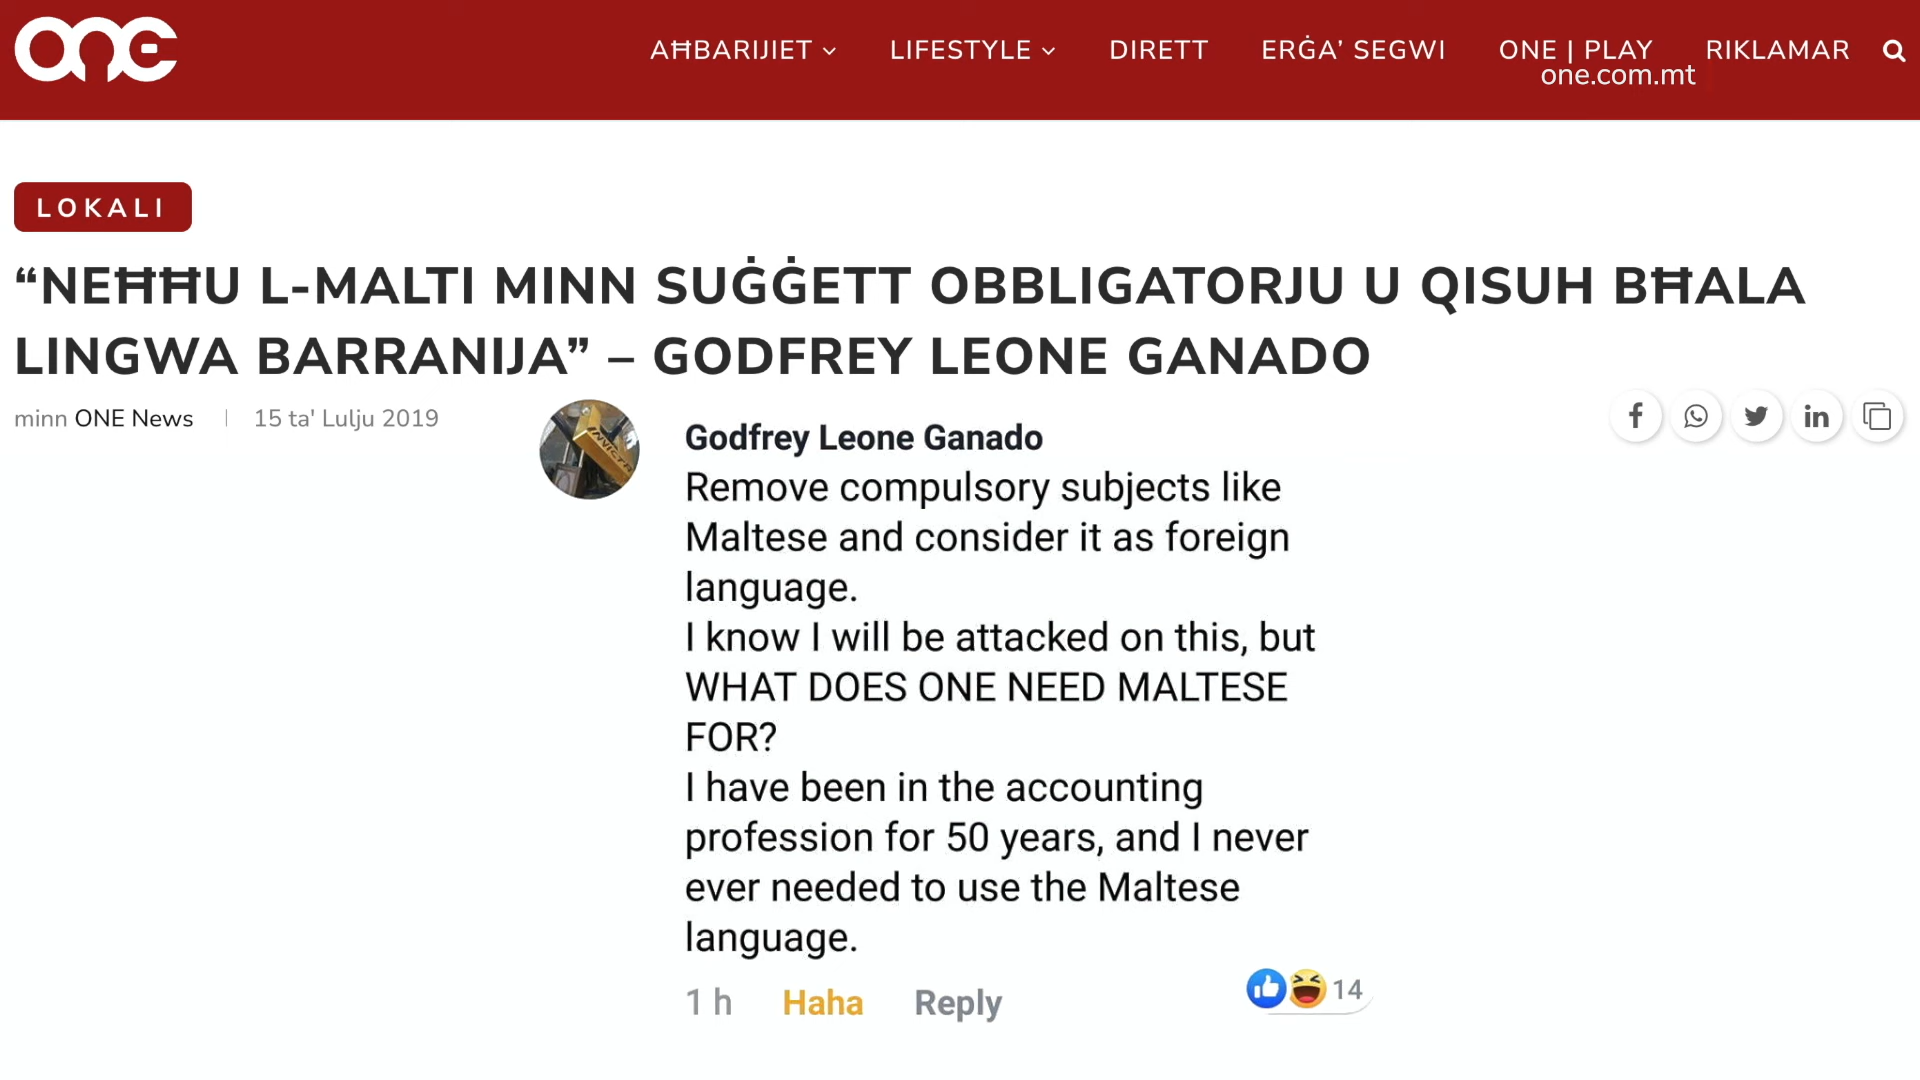 one
AĦBARIJIET
LIFESTYLE
DIRETT
ERĠA’ SEGWI
ONE | PLAY
RIKLAMAR
one.com.mt
LOKALI
“NEĦĦU L-MALTI MINN SUĠĠETT OBBLIGATORJU U QISUH BĦALA
LINGWA BARRANIJA” – GODFREY LEONE GANADO
minn ONE News | 15 ta' Lulju 2019
INVICTA
Godfrey Leone Ganado
Remove compulsory subjects like
Maltese and consider it as foreign
language.
I know I will be attacked on this, but
WHAT DOES ONE NEED MALTESE
FOR?
I have been in the accounting
profession for 50 years, and I never
ever needed to use the Maltese
language.
1 h Haha Reply 14